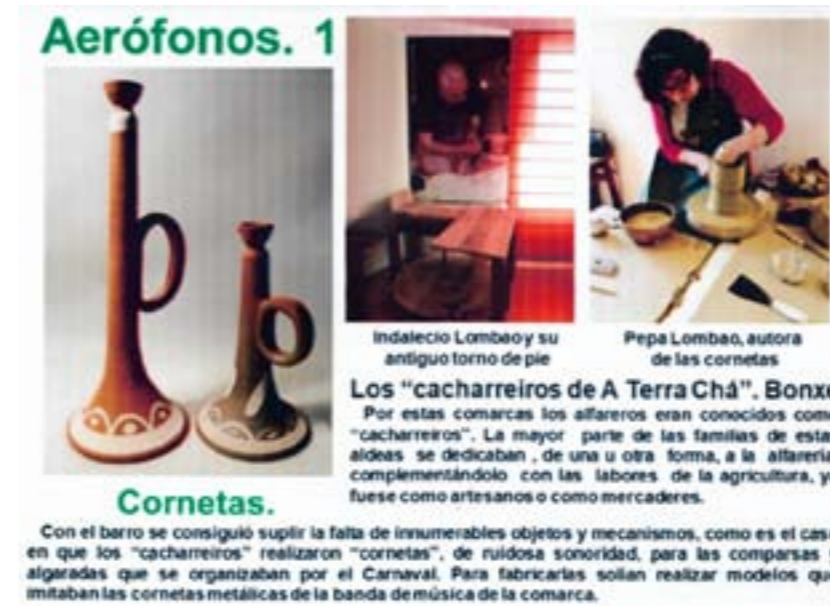 Aerófonos. 1
Indalecio Lombao y su
antiguo torno de pie
Pepa Lombao, autora
de las cornetas
Los "cacharreiros de A Terra Chá". Bonxe
Por estas comarcas los alfareros eran conocidos como
"cacharreiros". La mayor parte de las familias de esta
aldeas se dedicaban , de una u otra forma, a la alfarería
complementándolo con las labores de la agricultura, y
fuese como artesanos o como mercaderes.
Cornetas.
Con el barro se consiguió suplir la falta de innumerables objetos y mecanismos, como es el cas
en que los "cacharreiros" realizaron "cornetas", de ruidosa sonoridad, para las comparsas
algaradas que se organizaban por el Carnaval. Para fabricarlas solían realizar modelos qu
imitaban las cornetas metálicas de la banda de música de la comarca.